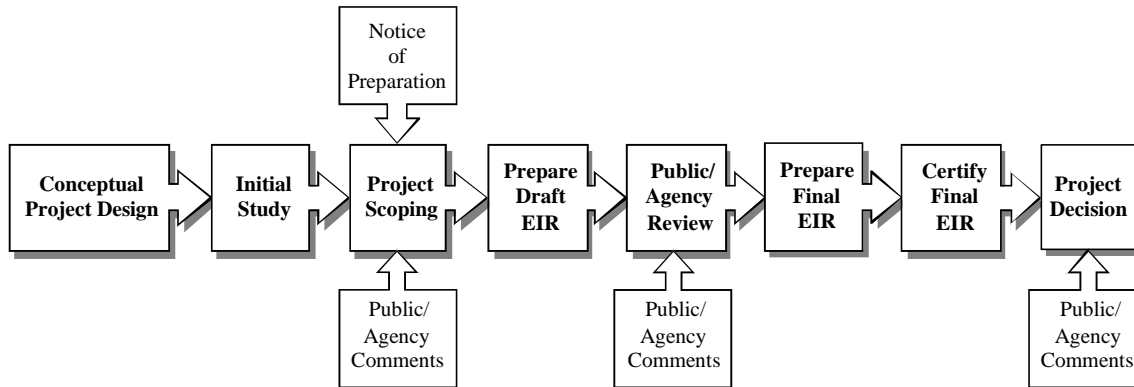 Notice
of
Preparation
Conceptual
Project Design
Initial
Study
Project
Scoping
Prepare
Draft
EIR
Public/
Agency
Review
Prepare
Final
EIR
Certify
Final
EIR
Project
Decision
Public/
Agency
Comments
Public/
Agency
Comments
Public/
Agency
Comments